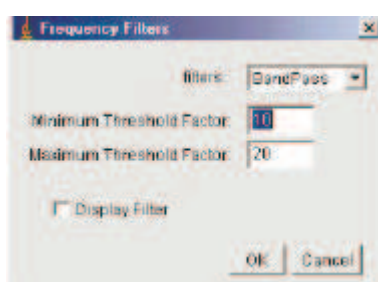 Frequency Filters
filters: BandPass
Minimum Threshold Factor: 10
Maximum Threshold Factor: 20
Display Filter
OK Cancel